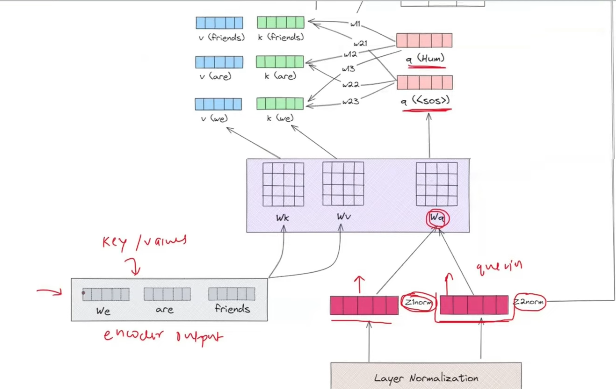 v (friends) k (friends)
w11
w21
v (are) k (are)
w12
w13
q (Hum)
w22
w23
q (<sos>)
v (we) k (we)
Wk Wv Wq
key/values
queries
We are friends
encoder output
Z1norm Z2norm
Layer Normalization